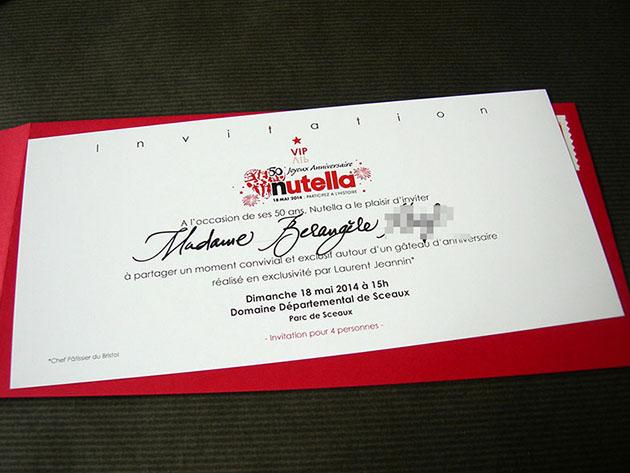 Invitation
VIP
50 Joyeux Anniversaire
nutella
18 MAI 2014 : PARTICIPEZ A L'HISTOIRE
A l'occasion de ses 50 ans, Nutella a le plaisir d'inviter
Madame Bérangèle
à partager un moment convivial et exclusif autour d'un gâteau d'anniversaire
réalisé en exclusivité par Laurent Jeannin*
Dimanche 18 mai 2014 à 15h
Domaine Départemental de Sceaux
Parc de Sceaux
- Invitation pour 4 personnes -
*Chef Pâtissier du Bristol